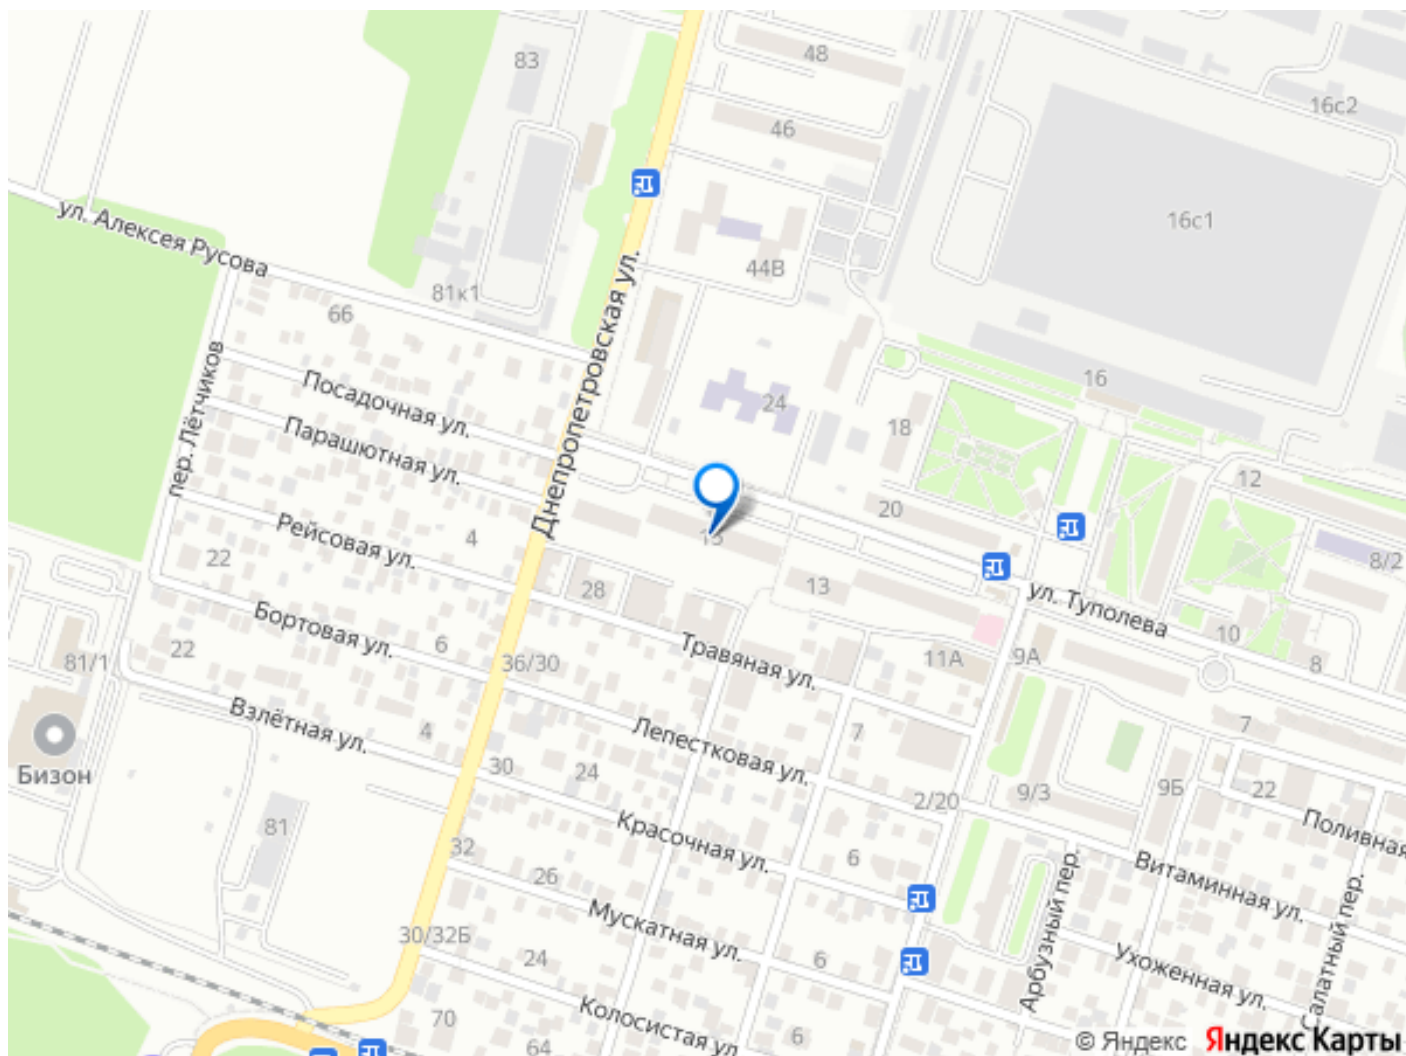 48
83
16с2
46
16с1
ул. Алексея Русова
44В
81к1
66
Днепропетровская ул.
пер. Лётчиков
Посадочная ул.
16
24
18
Парашютная ул.
12
20
Рейсовая ул.
4
15
22
8/2
28
13
ул. Туполева
Бортовая ул.
6
10
22
81/1
36/30
Травяная ул.
11А
9А
8
Взлётная ул.
4
7
7
Бизон
30
24
Лепестковая ул.
2/20
9/3
9Б
22
81
Поливная
Красочная ул.
32
26
6
Витаминная ул.
Арбузный пер.
Салатный пер.
30/32Б
Мускатная ул.
24
6
Ухоженная ул.
70
Колосистая ул.
64
6
© Яндекс Яндекс Карты